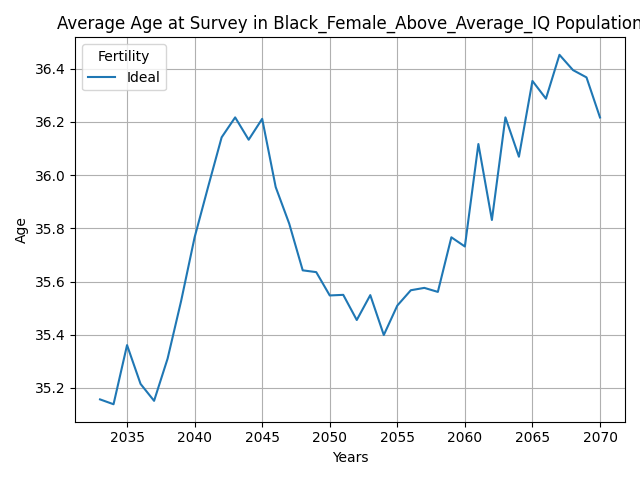 Average Age at Survey in Black_Female_Above_Average_IQ Population
Fertility
Ideal
Age
36.4
36.2
36.0
35.8
35.6
35.4
35.2
2035 2040 2045 2050 2055 2060 2065 2070
Years